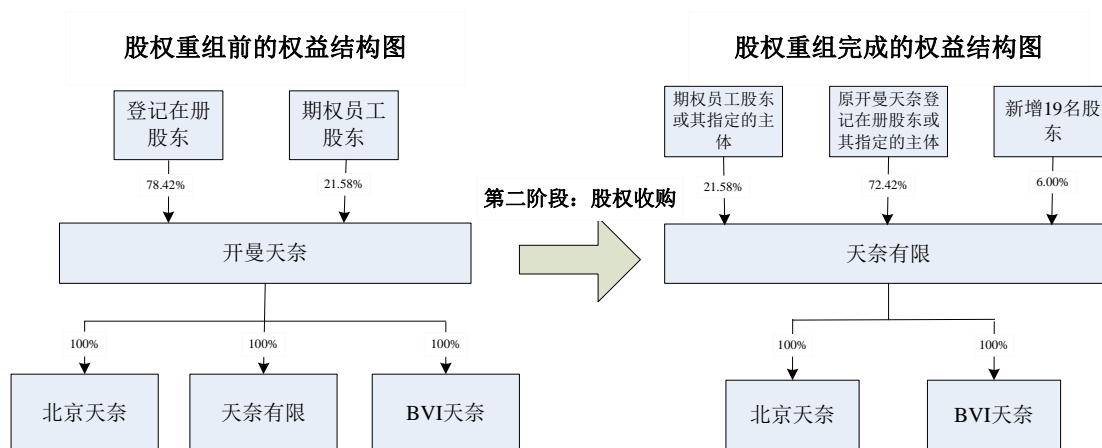 股权重组前的权益结构图
登记在册
股东
期权员工
股东
78.42%
21.58%
开曼天奈
100%
100%
100%
北京天奈
天奈有限
BVI天奈
第二阶段：股权收购
股权重组完成的权益结构图
期权员工股东
或其指定的主
体
原开曼天奈登
记在册股东或
其指定的主体
新增19名股
东
21.58%
72.42%
6.00%
天奈有限
100%
100%
北京天奈
BVI天奈